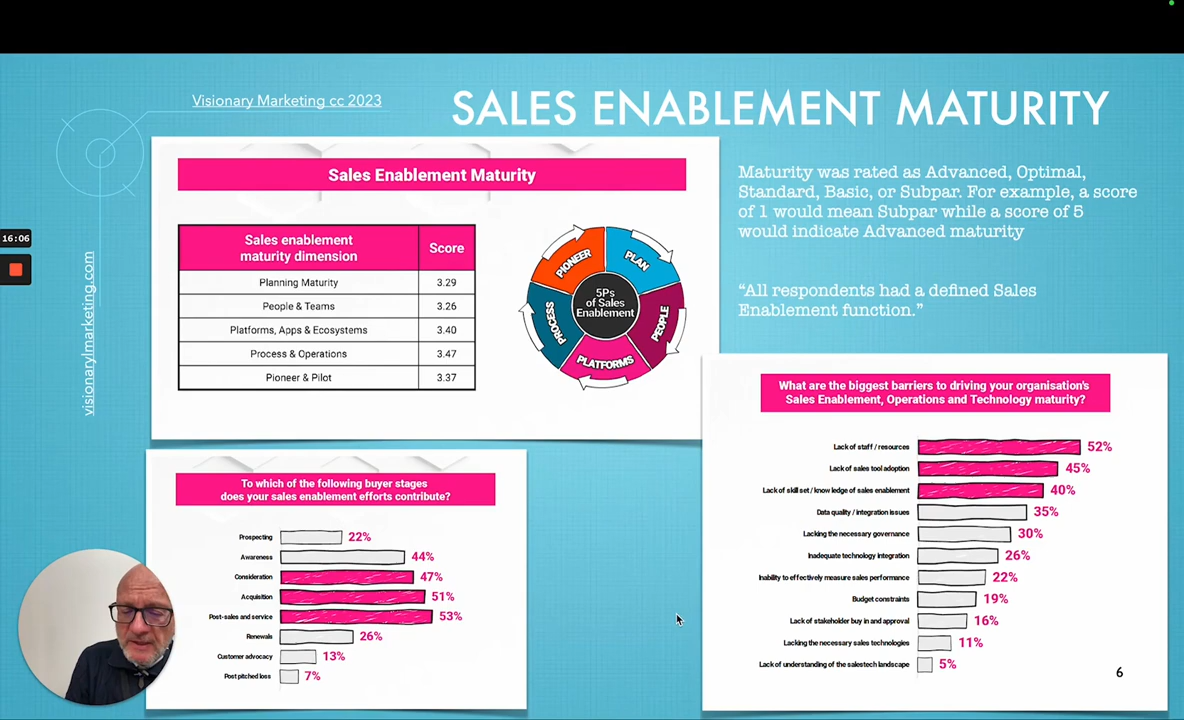 Visionary Marketing cc 2023
SALES ENABLEMENT MATURITY
16:06
visionarylmarketing.com
Sales Enablement Maturity
Sales enablement
maturity dimension
Score
Planning Maturity 3.29
People & Teams 3.26
Platforms, Apps & Ecosystems 3.40
Process & Operations 3.47
Pioneer & Pilot 3.37
PIONEER
PLAN
PEOPLE
PLATFORMS
PROCESS
5Ps
of Sales
Enablement
Maturity was rated as Advanced, Optimal,
Standard, Basic, or Subpar. For example, a score
of 1 would mean Subpar while a score of 5
would indicate Advanced maturity
“All respondents had a defined Sales
Enablement function.”
To which of the following buyer stages
does your sales enablement efforts contribute?
Prospecting 22%
Awareness 44%
Consideration 47%
Acquisition 51%
Post-sales and service 53%
Renewals 26%
Customer advocacy 13%
Post pitched loss 7%
What are the biggest barriers to driving your organisation's
Sales Enablement, Operations and Technology maturity?
Lack of staff / resources 52%
Lack of sales tool adoption 45%
Lack of skill set / knowledge of sales enablement 40%
Data quality / integration issues 35%
Lacking the necessary governance 30%
Inadequate technology integration 26%
Inability to effectively measure sales performance 22%
Budget constraints 19%
Lack of stakeholder buy in and approval 16%
Lacking the necessary sales technologies 11%
Lack of understanding of the salestech landscape 5%
6